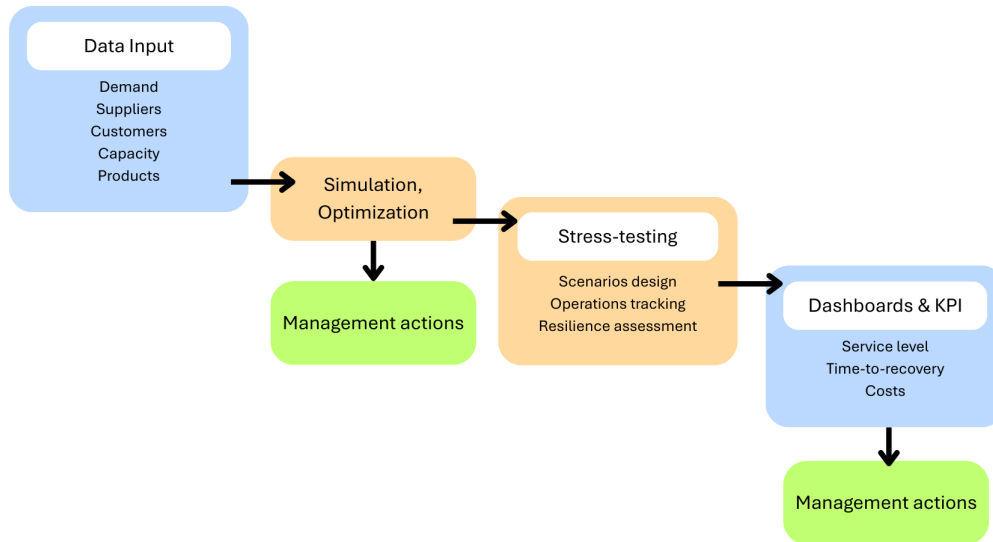 Data Input
Demand
Suppliers
Customers
Capacity
Products
Simulation,
Optimization
Management actions
Stress-testing
Scenarios design
Operations tracking
Resilience assessment
Dashboards & KPI
Service level
Time-to-recovery
Costs
Management actions